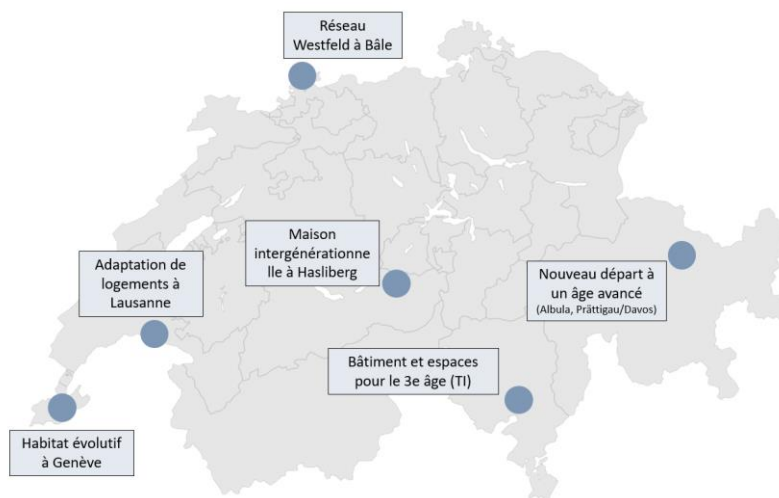 Réseau
Westfeld à Bâle
Maison
intergénérationne
lle à Hasliberg
Adaptation de
logements à
Lausanne
Nouveau départ à
un âge avancé
(Albula, Prättigau/Davos)
Bâtiment et espaces
pour le 3e âge (TI)
Habitat évolutif
à Genève